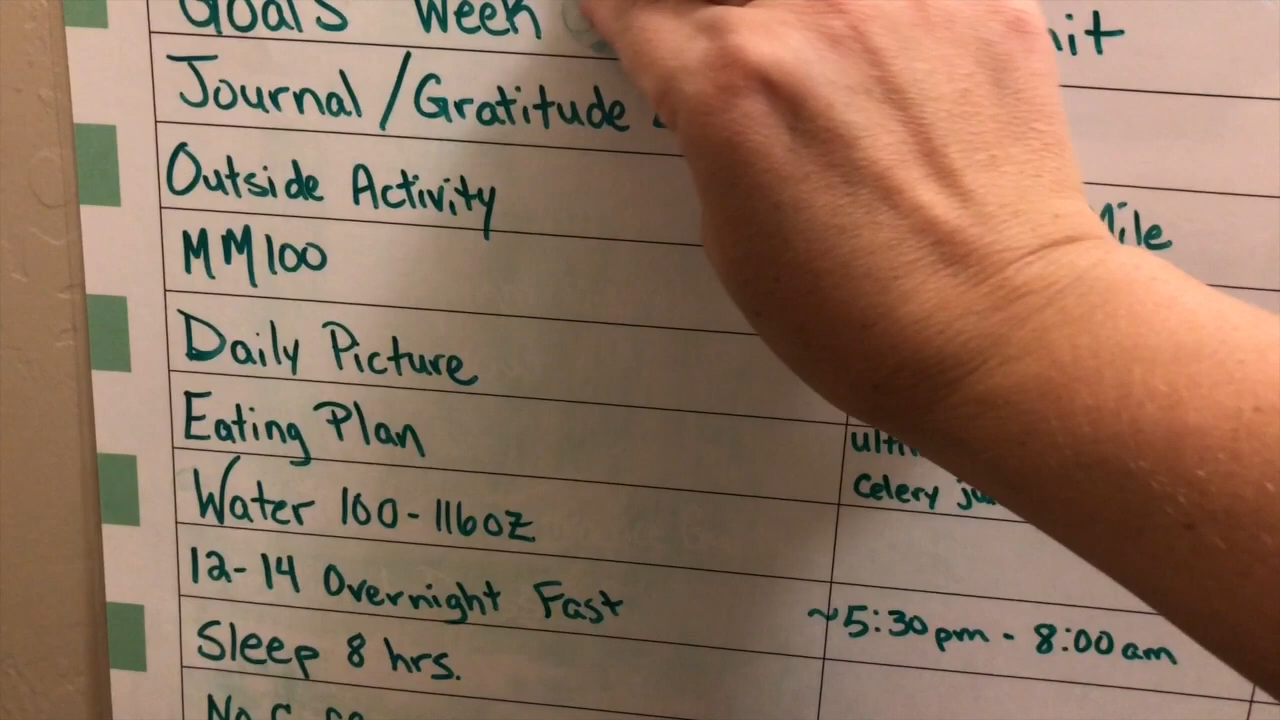 Goals Week
Journal/Gratitude
Outside Activity
Mile
MM100
Daily Picture
Eating Plan
Celery
Water 100-116oz
12-14 Overnight Fast
~5:30pm - 8:00am
Sleep 8 hrs.
No